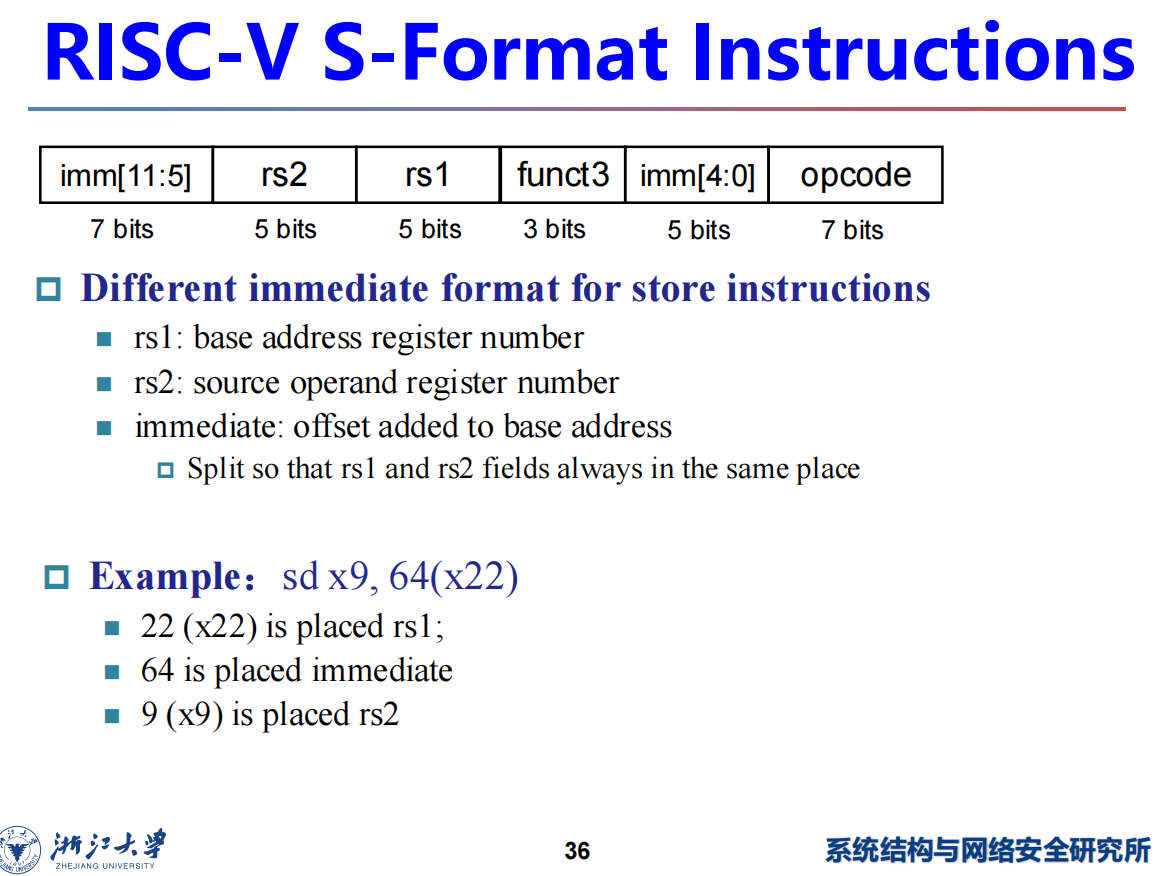 RISC-V S-Format Instructions
imm[11:5] rs2 rs1 funct3 imm[4:0] opcode
7 bits 5 bits 5 bits 3 bits 5 bits 7 bits
Different immediate format for store instructions
rs1: base address register number
rs2: source operand register number
immediate: offset added to base address
Split so that rs1 and rs2 fields always in the same place
Example： sd x9, 64(x22)
22 (x22) is placed rs1;
64 is placed immediate
9 (x9) is placed rs2
浙江大学
ZHEJIANG UNIVERSITY
36
系统结构与网络安全研究所